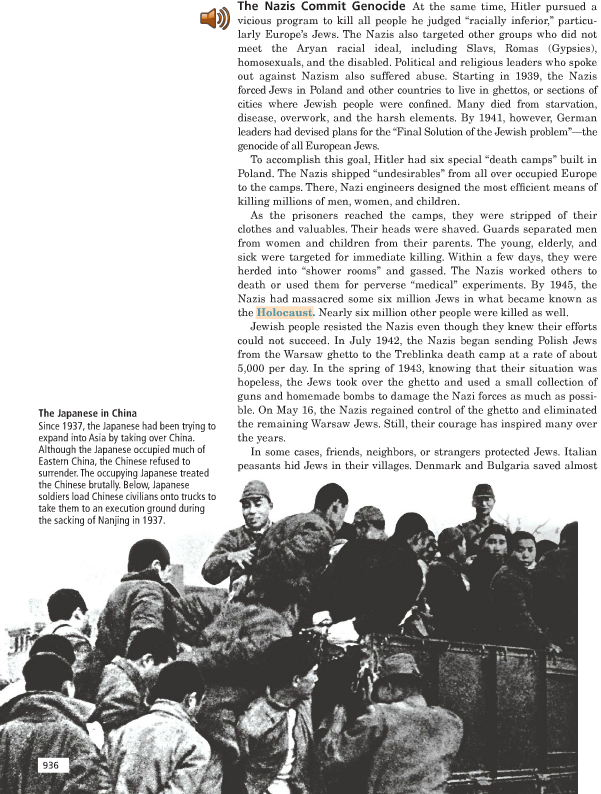 The Nazis Commit Genocide At the same time, Hitler pursued a
vicious program to kill all people he judged “racially inferior,” particu-
larly Europe’s Jews. The Nazis also targeted other groups who did not
meet the Aryan racial ideal, including Slavs, Romas (Gypsies),
homosexuals, and the disabled. Political and religious leaders who spoke
out against Nazism also suffered abuse. Starting in 1939, the Nazis
forced Jews in Poland and other countries to live in ghettos, or sections of
cities where Jewish people were confined. Many died from starvation,
disease, overwork, and the harsh elements. By 1941, however, German
leaders had devised plans for the “Final Solution of the Jewish problem”—the
genocide of all European Jews.
To accomplish this goal, Hitler had six special “death camps” built in
Poland. The Nazis shipped “undesirables” from all over occupied Europe
to the camps. There, Nazi engineers designed the most efficient means of
killing millions of men, women, and children.
As the prisoners reached the camps, they were stripped of their
clothes and valuables. Their heads were shaved. Guards separated men
from women and children from their parents. The young, elderly, and
sick were targeted for immediate killing. Within a few days, they were
herded into “shower rooms” and gassed. The Nazis worked others to
death or used them for perverse “medical” experiments. By 1945, the
Nazis had massacred some six million Jews in what became known as
the Holocaust. Nearly six million other people were killed as well.
Jewish people resisted the Nazis even though they knew their efforts
could not succeed. In July 1942, the Nazis began sending Polish Jews
from the Warsaw ghetto to the Treblinka death camp at a rate of about
5,000 per day. In the spring of 1943, knowing that their situation was
hopeless, the Jews took over the ghetto and used a small collection of
guns and homemade bombs to damage the Nazi forces as much as possi-
ble. On May 16, the Nazis regained control of the ghetto and eliminated
the remaining Warsaw Jews. Still, their courage has inspired many over
the years.
In some cases, friends, neighbors, or strangers protected Jews. Italian
peasants hid Jews in their villages. Denmark and Bulgaria saved almost
The Japanese in China
Since 1937, the Japanese had been trying to
expand into Asia by taking over China.
Although the Japanese occupied much of
Eastern China, the Chinese refused to
surrender. The occupying Japanese treated
the Chinese brutally. Below, Japanese
soldiers load Chinese civilians onto trucks to
take them to an execution ground during
the sacking of Nanjing in 1937.
936